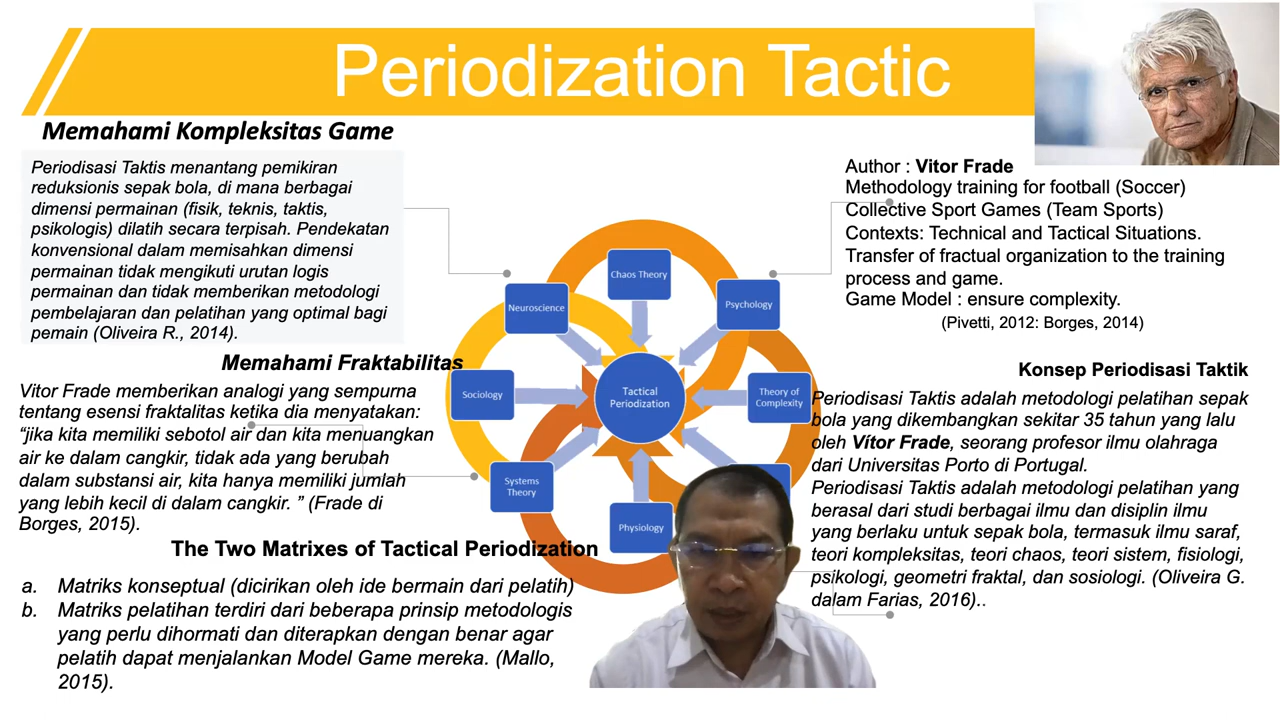 Periodization Tactic
Memahami Kompleksitas Game
Periodisasi Taktis menantang pemikiran
reduksionis sepak bola, di mana berbagai
dimensi permainan (fisik, teknis, taktis,
psikologis) dilatih secara terpisah. Pendekatan
konvensional dalam memisahkan dimensi
permainan tidak mengikuti urutan logis
permainan dan tidak memberikan metodologi
pembelajaran dan pelatihan yang optimal bagi
pemain (Oliveira R., 2014).
Memahami Fraktabilitas
Vitor Frade memberikan analogi yang sempurna
tentang esensi fraktalitas ketika dia menyatakan:
“jika kita memiliki sebotol air dan kita menuangkan
air ke dalam cangkir, tidak ada yang berubah
dalam substansi air, kita hanya memiliki jumlah
yang lebih kecil di dalam cangkir. ” (Frade di
Borges, 2015).
The Two Matrixes of Tactical Periodization
a. Matriks konseptual (dicirikan oleh ide bermain dari pelatih)
b. Matriks pelatihan terdiri dari beberapa prinsip metodologis
yang perlu dihormati dan diterapkan dengan benar agar
pelatih dapat menjalankan Model Game mereka. (Mallo,
2015).
Chaos Theory
Neuroscience
Psychology
Sociology
Tactical
Periodization
Theory of
Complexity
Systems
Theory
Physiology
Author : Vitor Frade
Methodology training for football (Soccer)
Collective Sport Games (Team Sports)
Contexts: Technical and Tactical Situations.
Transfer of fractual organization to the training
process and game.
Game Model : ensure complexity.
(Pivetti, 2012: Borges, 2014)
Konsep Periodisasi Taktik
Periodisasi Taktis adalah metodologi pelatihan sepak
bola yang dikembangkan sekitar 35 tahun yang lalu
oleh Vítor Frade, seorang profesor ilmu olahraga
dari Universitas Porto di Portugal.
Periodisasi Taktis adalah metodologi pelatihan yang
berasal dari studi berbagai ilmu dan disiplin ilmu
yang berlaku untuk sepak bola, termasuk ilmu saraf,
teori kompleksitas, teori chaos, teori sistem, fisiologi,
psikologi, geometri fraktal, dan sosiologi. (Oliveira G.
dalam Farias, 2016)..